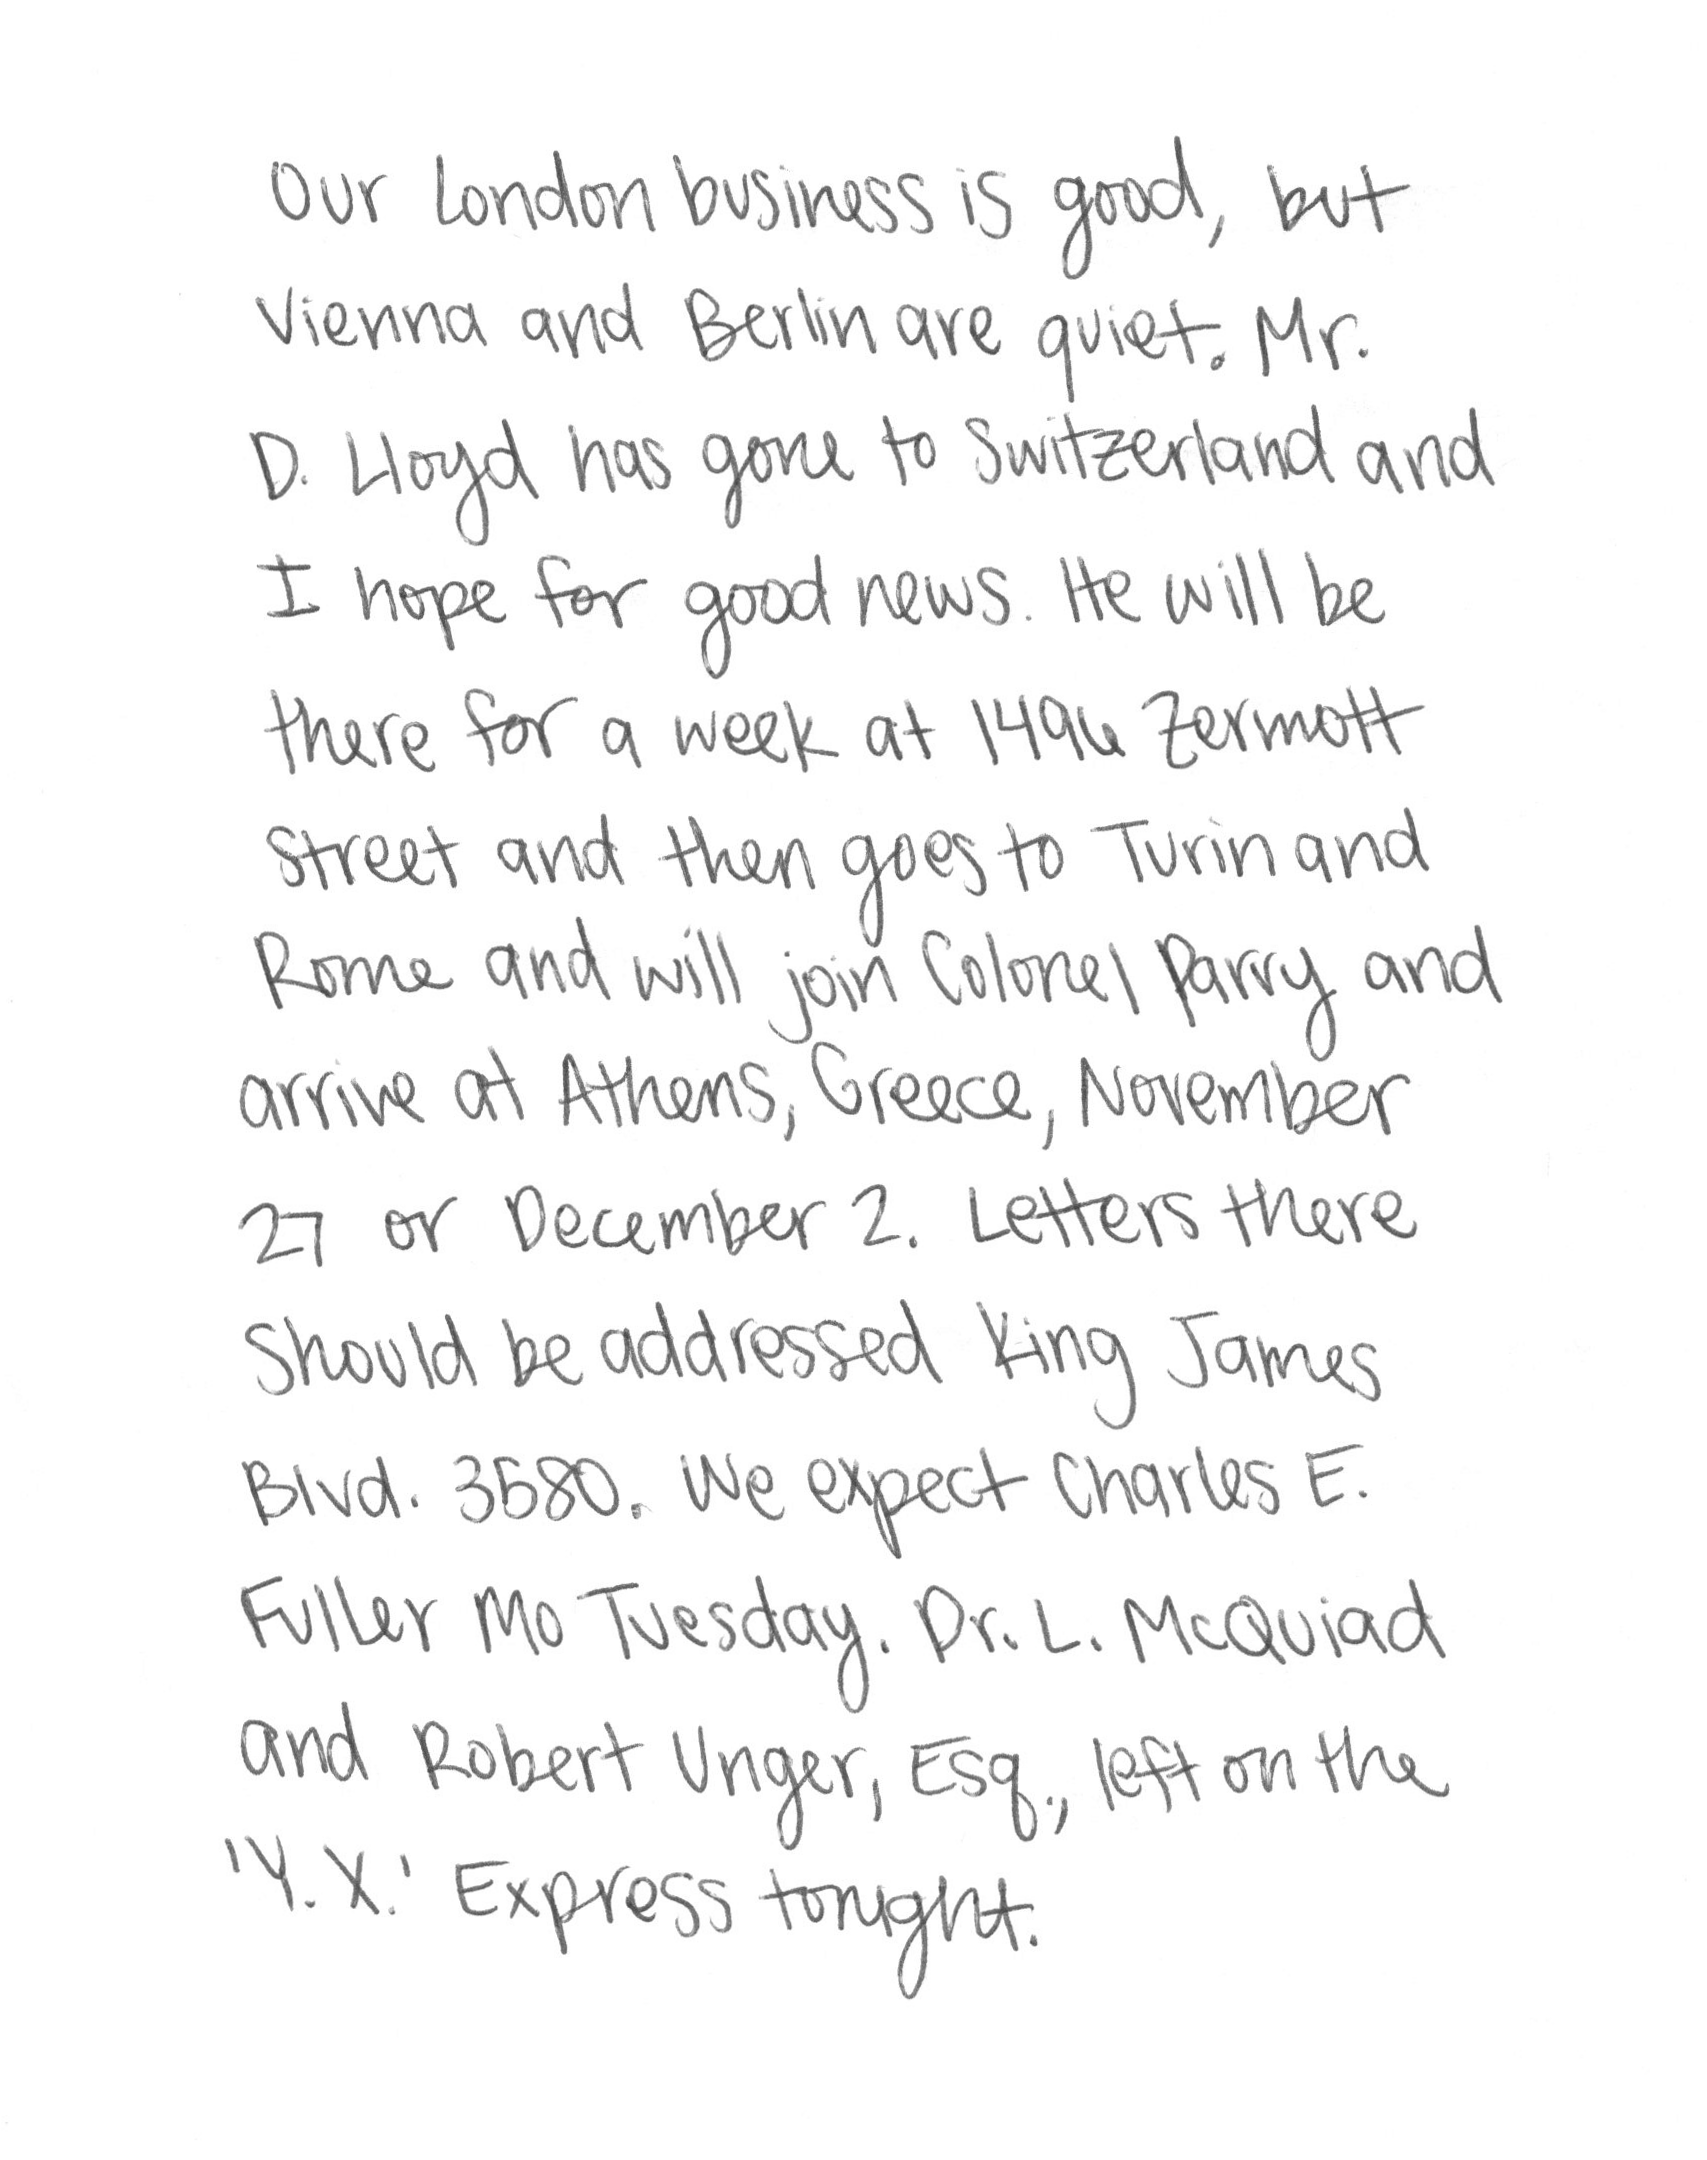 Our London business is good, but
Vienna and Berlin are quiet. Mr.
D. Lloyd has gone to Switzerland and
I hope for good news. He will be
there for a week at 1496 Zermott
Street and then goes to Turin and
Rome and will join Colonel Parry and
arrive at Athens, Greece, November
27 or December 2. Letters there
should be addressed King James
Blvd. 3580. We expect Charles E.
Fuller Mo Tuesday. Dr. L. McQuiad
and Robert Unger, Esq., left on the
'Y. X.' Express tonight.